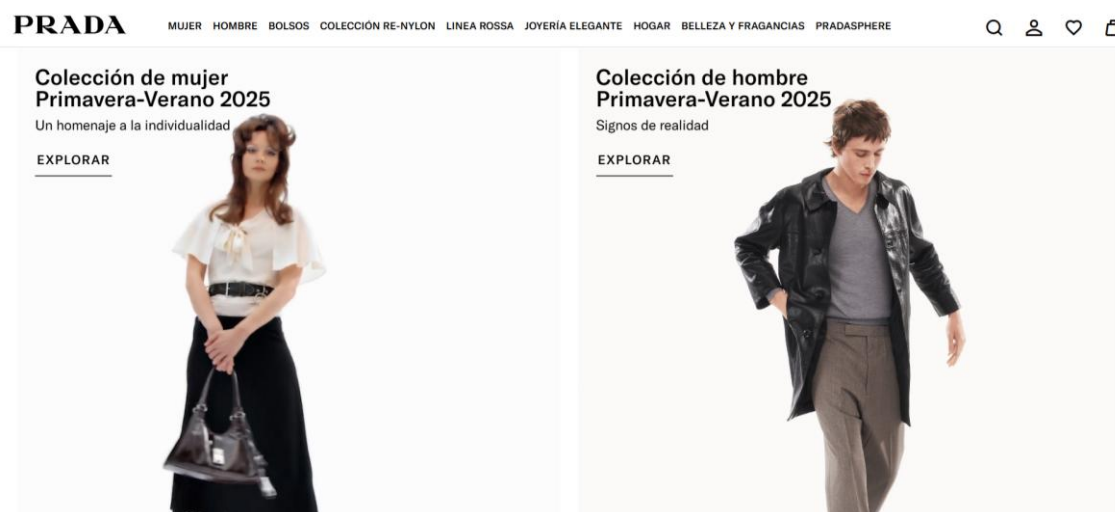 PRADA
MUJER HOMBRE BOLSOS COLECCIÓN RE-NYLON LINEA ROSSA JOYERÍA ELEGANTE HOGAR BELLEZA Y FRAGANCIAS PRADASPHERE
Colección de mujer
Primavera-Verano 2025
Un homenaje a la individualidad
EXPLORAR
Colección de hombre
Primavera-Verano 2025
Signos de realidad
EXPLORAR